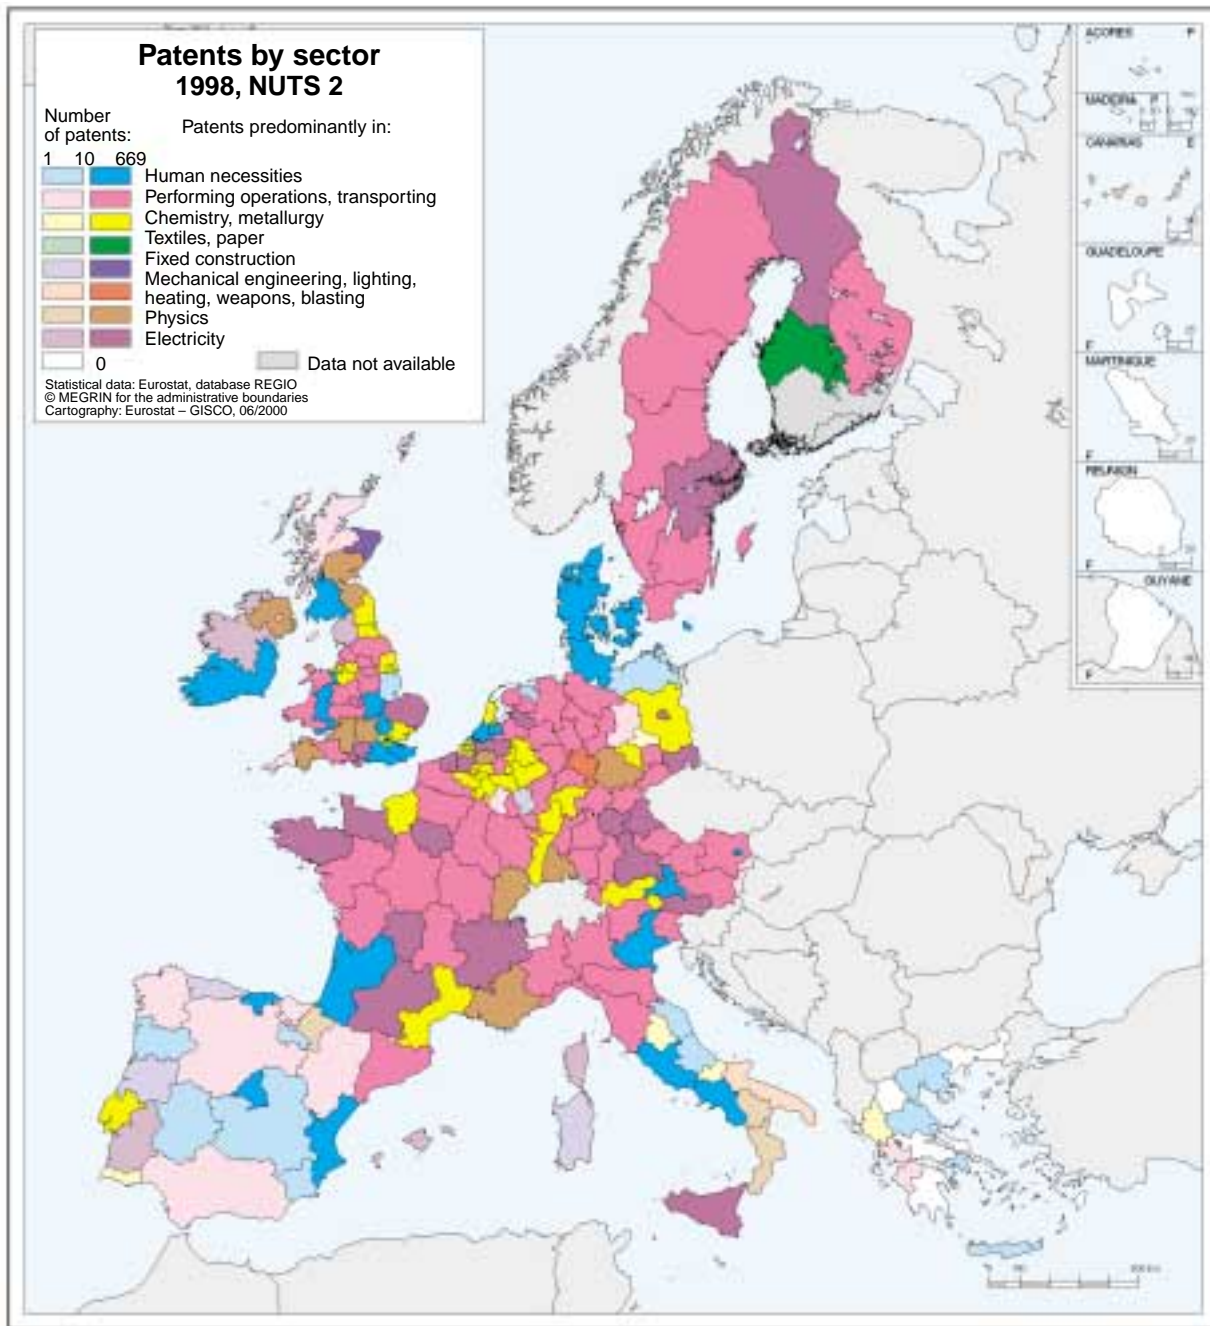 Patents by sector
1998, NUTS 2
Number
of patents:
Patents predominantly in:
1 10 669
Human necessities
Performing operations, transporting
Chemistry, metallurgy
Textiles, paper
Fixed construction
Mechanical engineering, lighting,
heating, weapons, blasting
Physics
Electricity
0
Data not available
Statistical data: Eurostat, database REGIO
© MEGRIN for the administrative boundaries
Cartography: Eurostat – GISCO, 06/2000
AÇORES P
MADEIRA P
CANARIAS E
GUADELOUPE
F
MARTINIQUE
F
REUNION
F
GUYANE
F